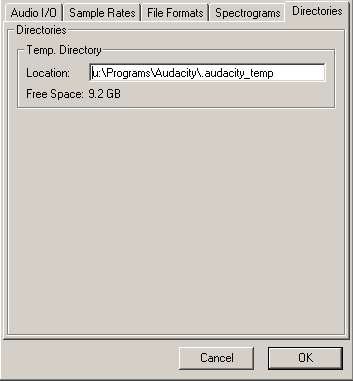 Audio I/O Sample Rates File Formats Spectrograms Directories
Directories
Temp. Directory
Location: u:\Programs\Audacity\.audacity_temp
Free Space: 9.2 GB
Cancel OK